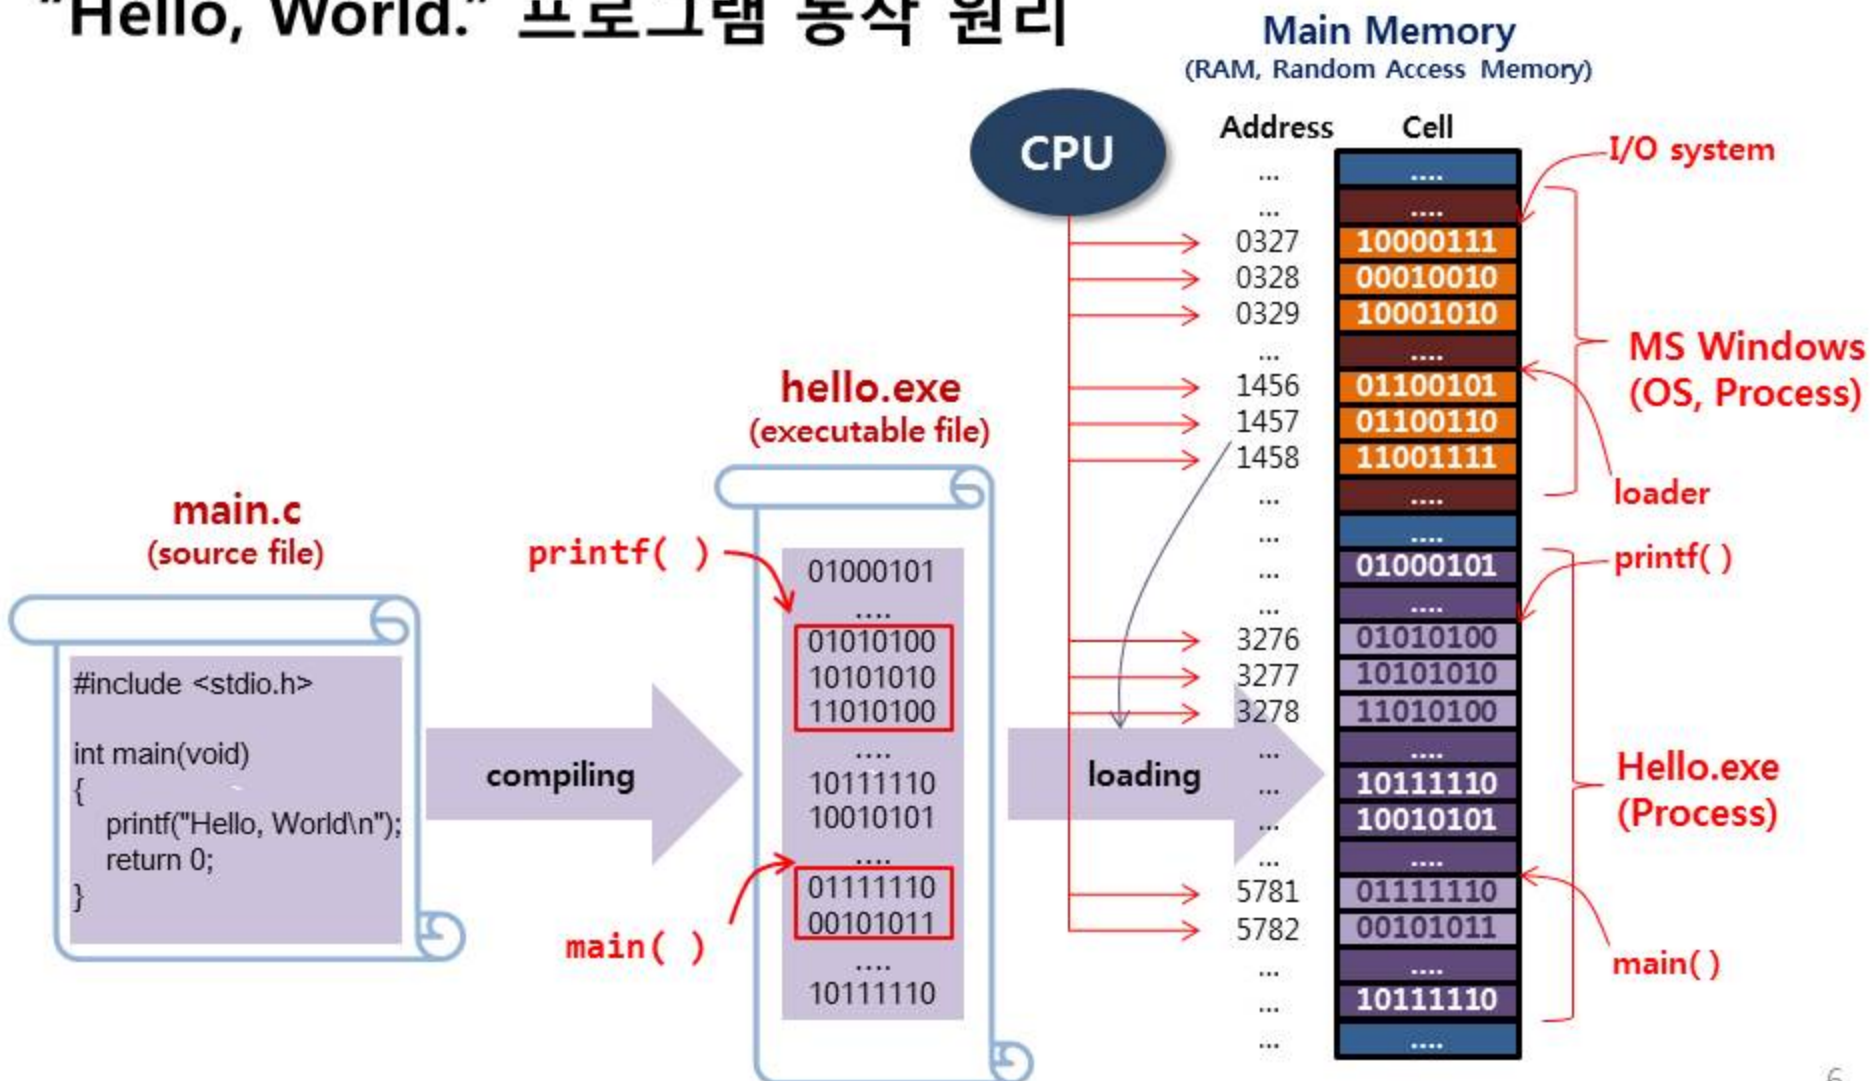 "Hello, World." 프로그램 동작 원리
Main Memory
(RAM, Random Access Memory)
CPU
Address Cell
... ....
... ....
0327 10000111
0328 00010010
0329 10001010
... ....
1456 01100101
1457 01100110
1458 11001111
... ....
... ....
... 01000101
... ....
3276 01010100
3277 10101010
3278 11010100
... ....
... 10111110
... 10010101
... ....
5781 01111110
5782 00101011
... ....
... 10111110
... ....
I/O system
MS Windows
(OS, Process)
loader
printf( )
Hello.exe
(Process)
main( )
hello.exe
(executable file)
printf( )
01000101
....
01010100
10101010
11010100
....
10111110
10010101
....
01111110
00101011
....
10111110
main( )
main.c
(source file)
#include <stdio.h>
int main(void)
{
printf("Hello, World\n");
return 0;
}
compiling
loading
6